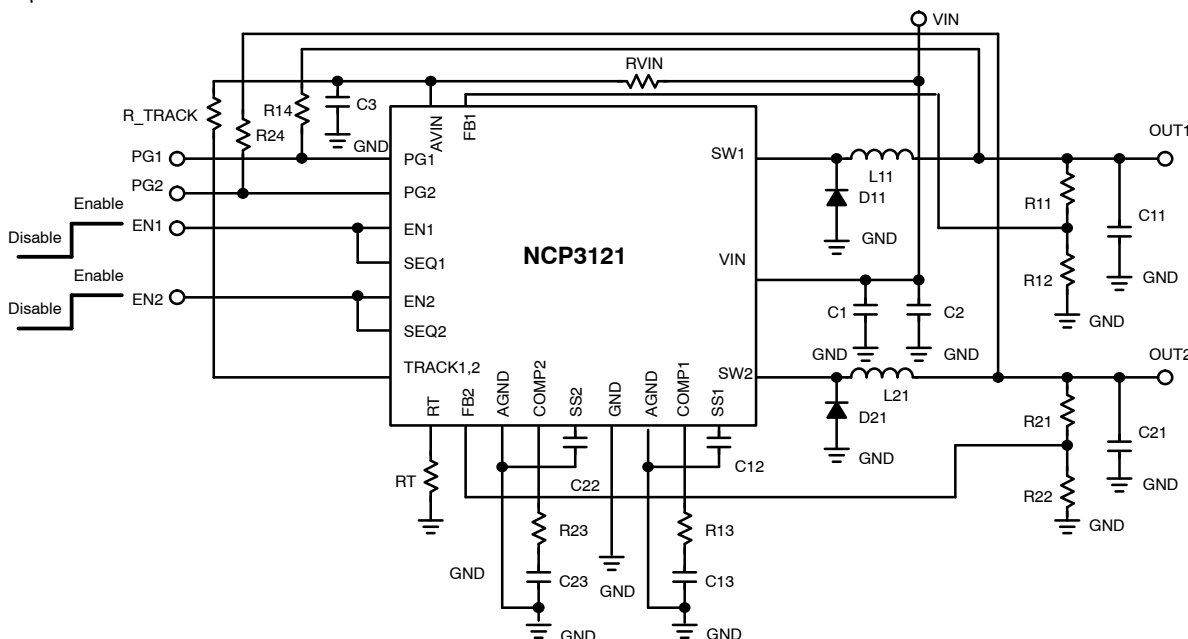 VIN
RVIN
R_TRACK
R14
C3
R24
GND
AVIN
FB1
OUT1
PG1
PG1
SW1
L11
PG2
PG2
R11
D11
C11
Enable
EN1
EN1
Disable
GND
SEQ1
NCP3121
VIN
R12
GND
Enable
EN2
EN2
Disable
C1
C2
GND
SEQ2
GND
GND
OUT2
TRACK1,2
SW2
L21
RT
FB2
AGND
COMP2
SS2
GND
AGND
COMP1
SS1
R21
D21
C21
GND
C12
RT
C22
GND
R22
GND
R23
R13
GND
C23
GND
C13
GND
GND